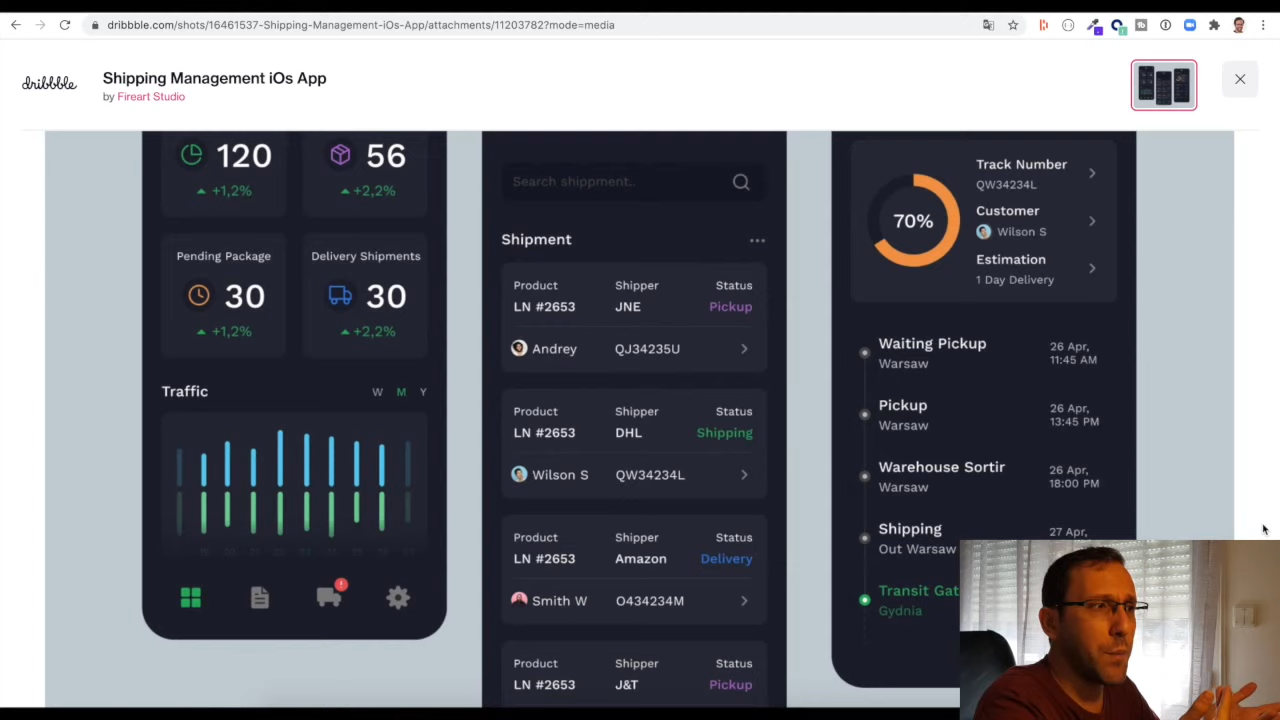 dribbble.com/shots/16461537-Shipping-Management-iOs-App/attachments/11203782?mode=media
dribbble
Shipping Management iOs App
by Fireart Studio
120
+1,2%
56
+2,2%
Pending Package
30
+1,2%
Delivery Shipments
30
+2,2%
Traffic
W M Y
Search shippment..
Shipment
Product Shipper Status
LN #2653 JNE Pickup
Andrey QJ34235U
Product Shipper Status
LN #2653 DHL Shipping
Wilson S QW34234L
Product Shipper Status
LN #2653 Amazon Delivery
Smith W O434234M
Product Shipper Status
LN #2653 J&T Pickup
70%
Track Number
QW34234L
Customer
Wilson S
Estimation
1 Day Delivery
Waiting Pickup
Warsaw
26 Apr,
11:45 AM
Pickup
Warsaw
26 Apr,
13:45 PM
Warehouse Sortir
Warsaw
26 Apr,
18:00 PM
Shipping
Out Warsaw
27 Apr,
Transit Gat
Gydnia